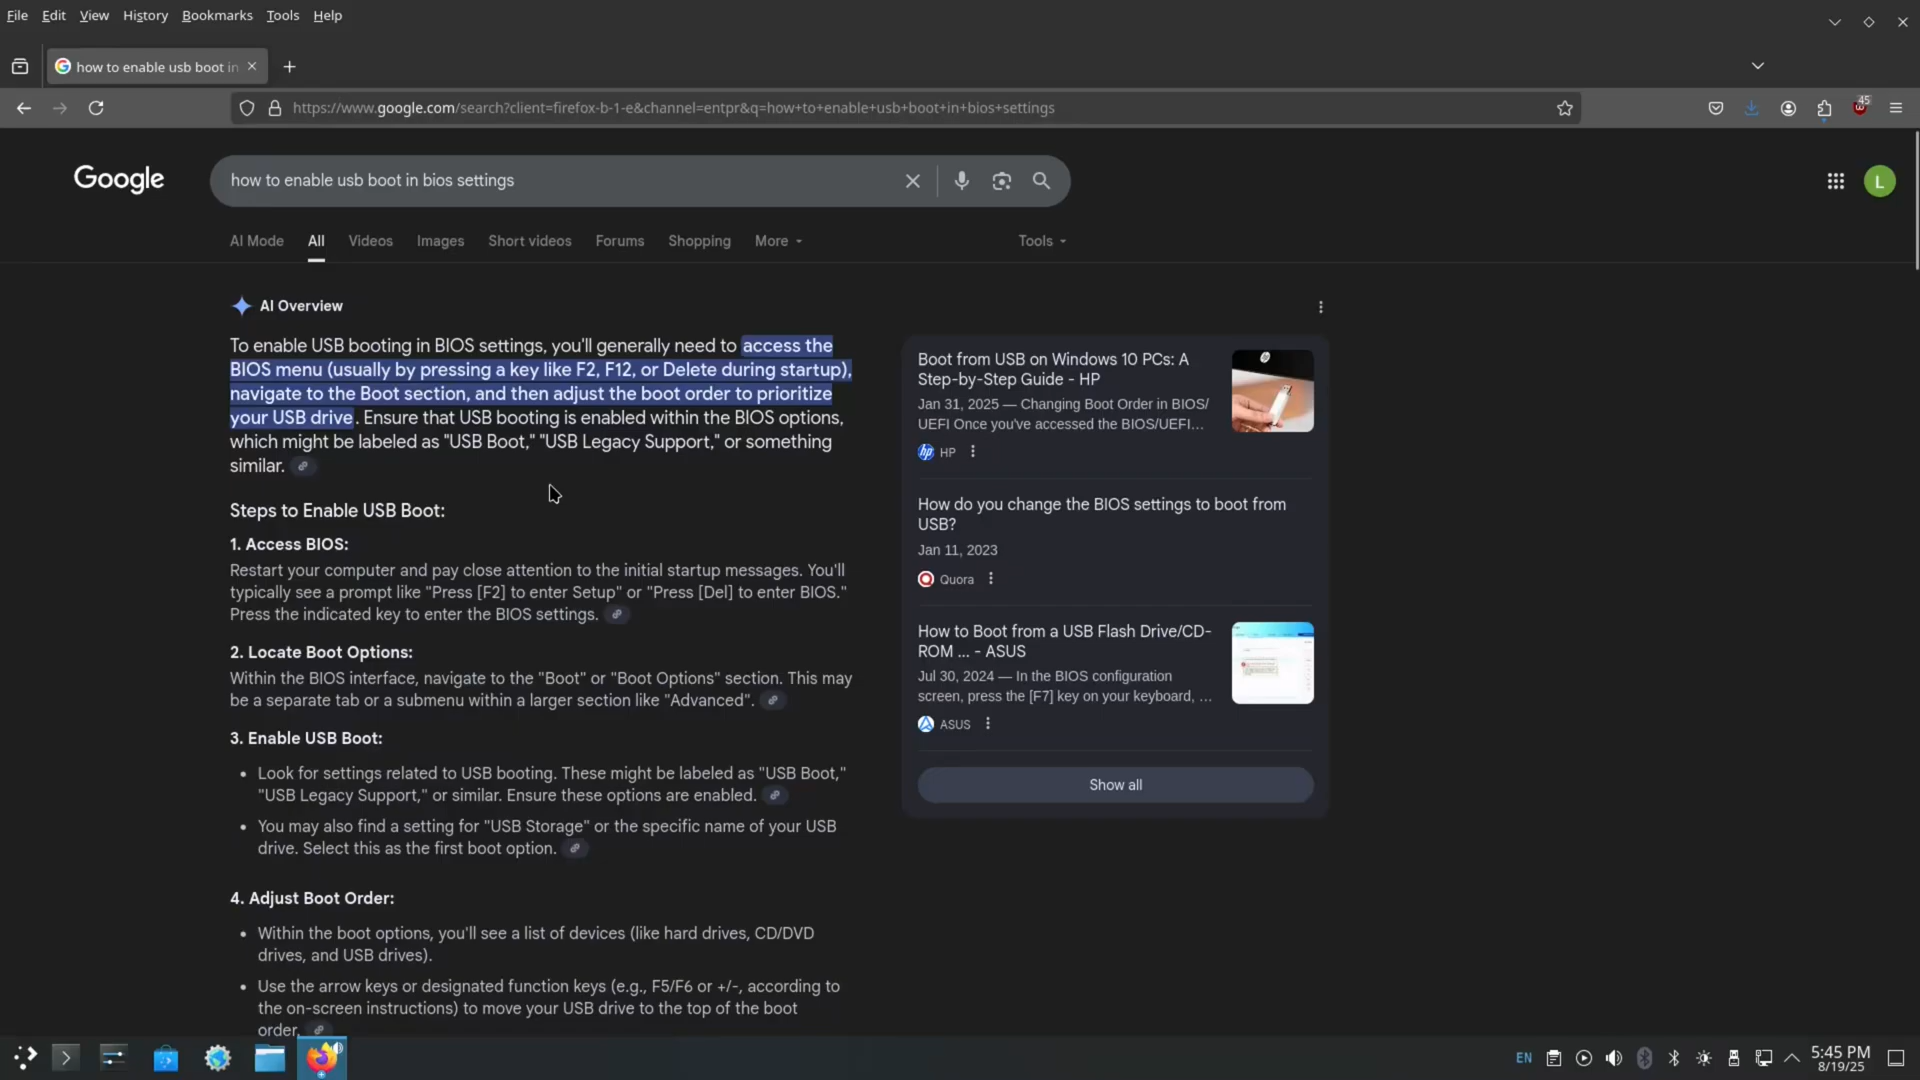 File Edit View History Bookmarks Tools Help
how to enable usb boot in
https://www.google.com/search?client=firefox-b-1-e&channel=entpr&q=how+to+enable+usb+boot+in+bios+settings
45
Google
how to enable usb boot in bios settings
L
AI Mode All Videos Images Short videos Forums Shopping More Tools
AI Overview
To enable USB booting in BIOS settings, you'll generally need to access the
BIOS menu (usually by pressing a key like F2, F12, or Delete during startup),
navigate to the Boot section, and then adjust the boot order to prioritize
your USB drive. Ensure that USB booting is enabled within the BIOS options,
which might be labeled as "USB Boot," "USB Legacy Support," or something
similar.
Steps to Enable USB Boot:
1. Access BIOS:
Restart your computer and pay close attention to the initial startup messages. You'll
typically see a prompt like "Press [F2] to enter Setup" or "Press [Del] to enter BIOS."
Press the indicated key to enter the BIOS settings.
2. Locate Boot Options:
Within the BIOS interface, navigate to the "Boot" or "Boot Options" section. This may
be a separate tab or a submenu within a larger section like "Advanced".
3. Enable USB Boot:
• Look for settings related to USB booting. These might be labeled as "USB Boot,"
"USB Legacy Support," or similar. Ensure these options are enabled.
• You may also find a setting for "USB Storage" or the specific name of your USB
drive. Select this as the first boot option.
4. Adjust Boot Order:
• Within the boot options, you'll see a list of devices (like hard drives, CD/DVD
drives, and USB drives).
• Use the arrow keys or designated function keys (e.g., F5/F6 or +/-, according to
the on-screen instructions) to move your USB drive to the top of the boot
order.
Boot from USB on Windows 10 PCs: A
Step-by-Step Guide - HP
Jan 31, 2025 — Changing Boot Order in BIOS/
UEFI Once you've accessed the BIOS/UEFI...
hp HP
How do you change the BIOS settings to boot from
USB?
Jan 11, 2023
Quora
How to Boot from a USB Flash Drive/CD-
ROM ... - ASUS
Jul 30, 2024 — In the BIOS configuration
screen, press the [F7] key on your keyboard, ...
ASUS
Show all
EN
5:45 PM
8/19/25